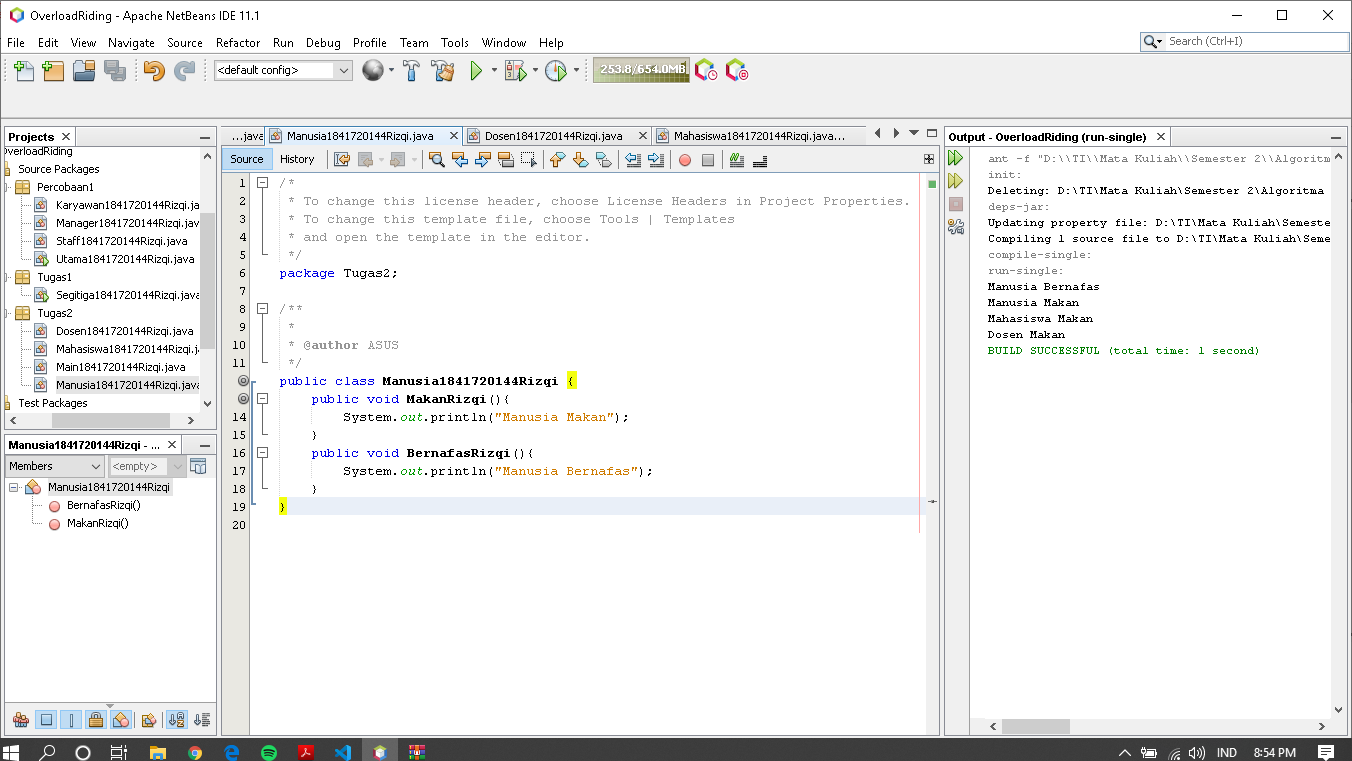 OverloadRiding - Apache NetBeans IDE 11.1
File Edit View Navigate Source Refactor Run Debug Profile Team Tools Window Help
Search (Ctrl+I)
<default config>
253.8/654.0MB
Projects
verloadRiding
Source Packages
Percobaan1
Karyawan1841720144Rizqi.ja
Manager1841720144Rizqi.jav
Staff1841720144Rizqi.java
Utama1841720144Rizqi.java
Tugas1
Segitiga1841720144Rizqi.java
Tugas2
Dosen1841720144Rizqi.java
Mahasiswa1841720144Rizqi.j
Main1841720144Rizqi.java
Manusia1841720144Rizqi.java
Test Packages
Manusia1841720144Rizqi - ...
Members
<empty>
Manusia1841720144Rizqi
BernafasRizqi()
MakanRizqi()
...java
Manusia1841720144Rizqi.java
Dosen1841720144Rizqi.java
Mahasiswa1841720144Rizqi.java...
Source History
1 /*
2 * To change this license header, choose License Headers in Project Properties.
3 * To change this template file, choose Tools | Templates
4 * and open the template in the editor.
5 */
6 package Tugas2;
7
8 /**
9 *
10 * @author ASUS
11 */
public class Manusia1841720144Rizqi {
public void MakanRizqi(){
14 System.out.println("Manusia Makan");
15 }
16 public void BernafasRizqi(){
17 System.out.println("Manusia Bernafas");
18 }
19 }
20
Output - OverloadRiding (run-single)
ant -f "D:\\TI\\Mata Kuliah\\Semester 2\\Algoritm
init:
Deleting: D:\TI\Mata Kuliah\Semester 2\Algoritma
deps-jar:
Updating property file: D:\TI\Mata Kuliah\Semeste
Compiling 1 source file to D:\TI\Mata Kuliah\Seme
compile-single:
run-single:
Manusia Bernafas
Manusia Makan
Mahasiswa Makan
Dosen Makan
BUILD SUCCESSFUL (total time: 1 second)
IND 8:54 PM